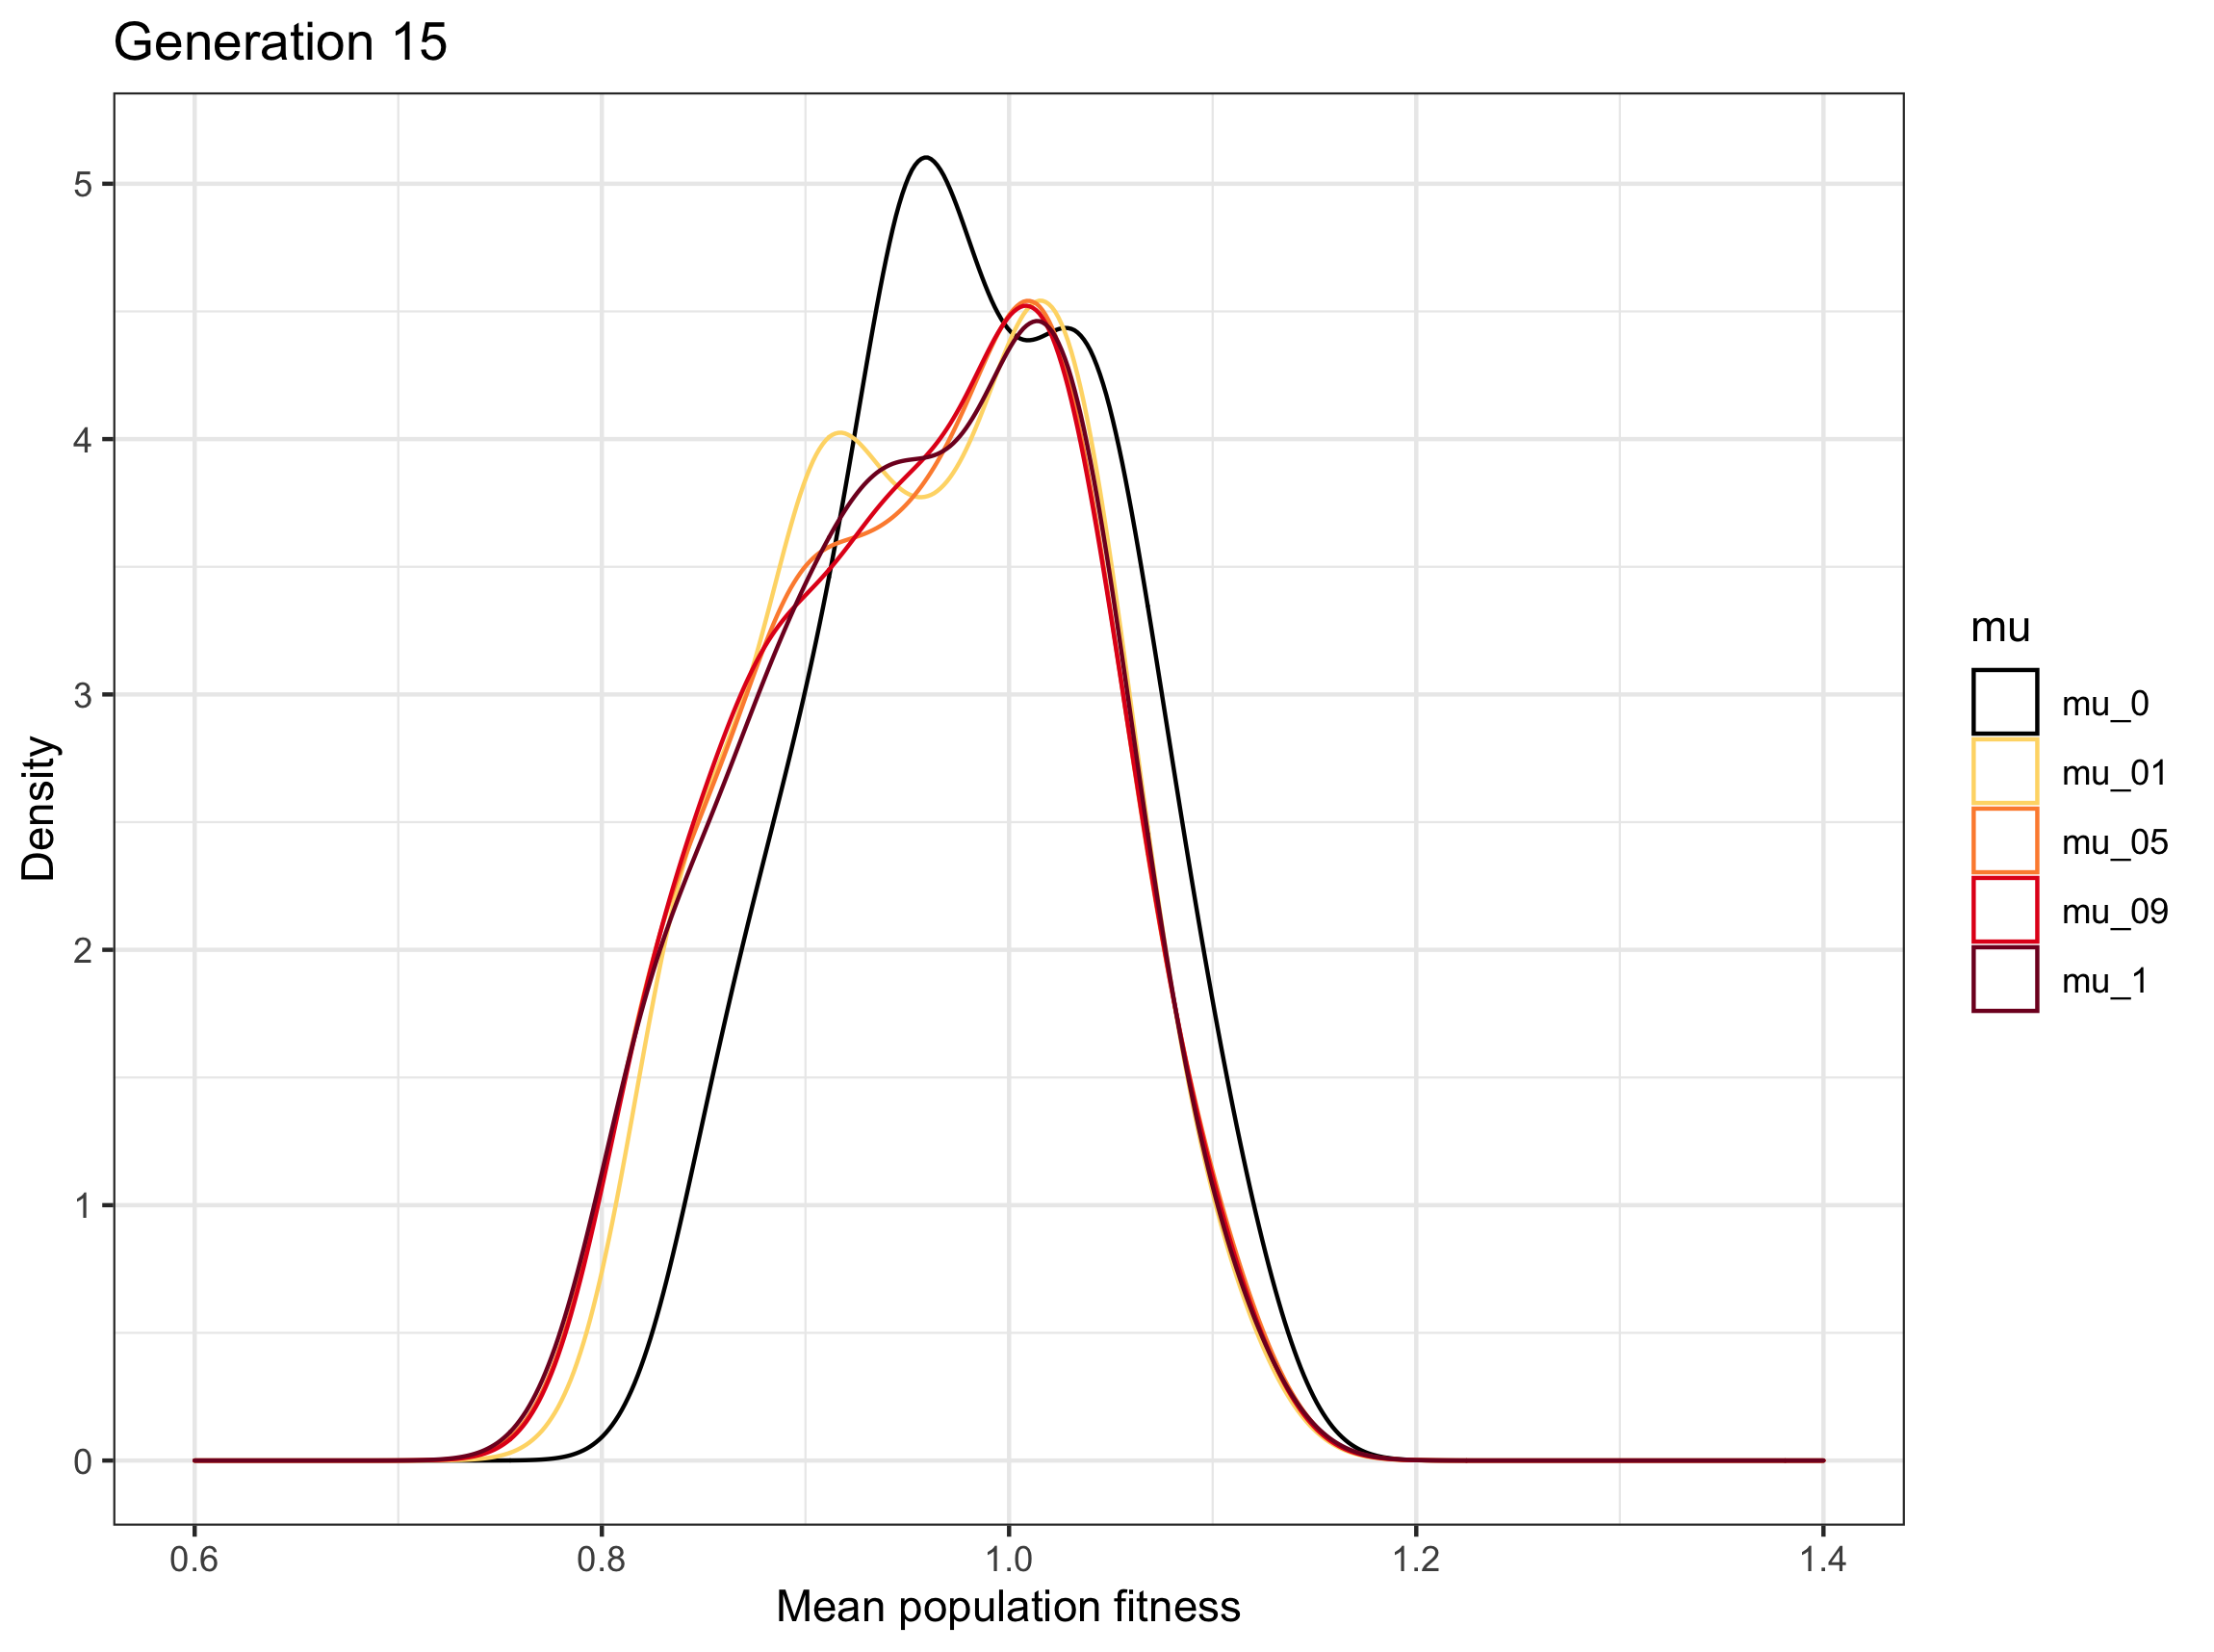 Generation 15
Density
5
4
3
2
1
0
0.6 0.8 1.0 1.2 1.4
Mean population fitness
mu
mu_0
mu_01
mu_05
mu_09
mu_1